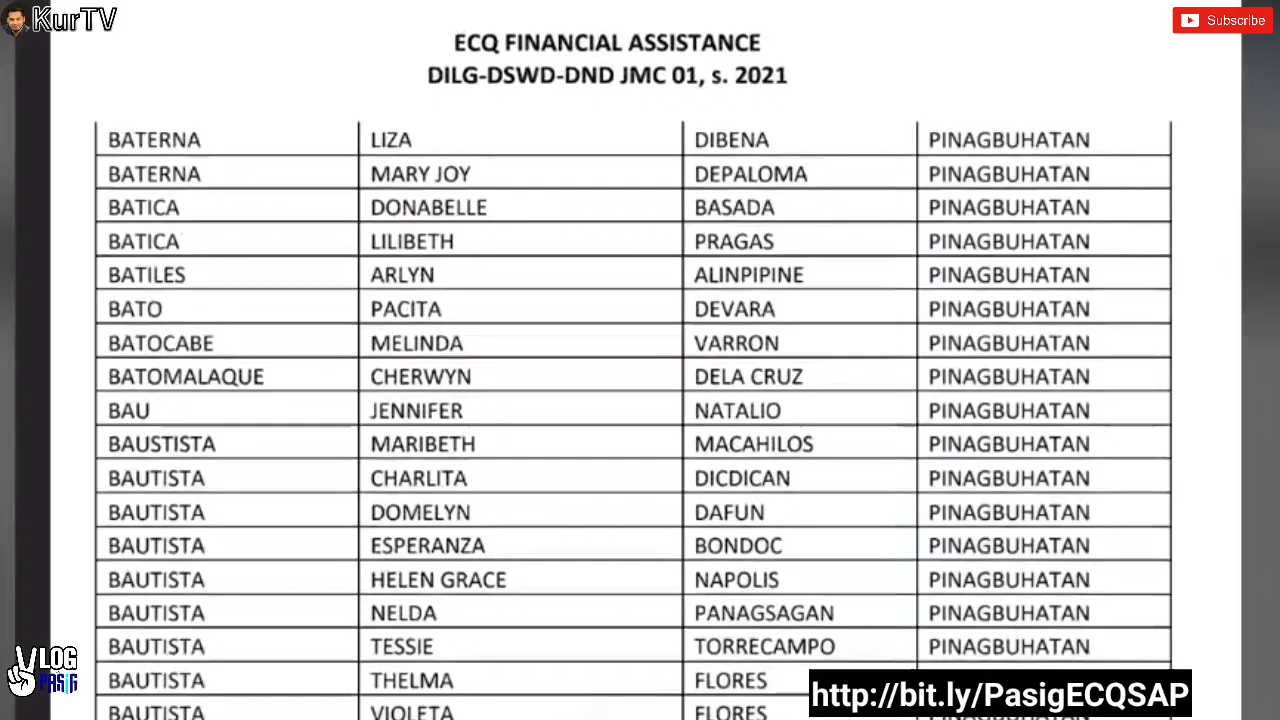 KurTV
Subscribe
ECQ FINANCIAL ASSISTANCE
DILG-DSWD-DND JMC 01, s. 2021
BATERNA LIZA DIBENA PINAGBUHATAN
BATERNA MARY JOY DEPALOMA PINAGBUHATAN
BATICA DONABELLE BASADA PINAGBUHATAN
BATICA LILIBETH PRAGAS PINAGBUHATAN
BATILES ARLYN ALINPIPINE PINAGBUHATAN
BATO PACITA DEVARA PINAGBUHATAN
BATOCABE MELINDA VARRON PINAGBUHATAN
BATOMALAQUE CHERWYN DELA CRUZ PINAGBUHATAN
BAU JENNIFER NATALIO PINAGBUHATAN
BAUSTISTA MARIBETH MACAHILOS PINAGBUHATAN
BAUTISTA CHARLITA DICDICAN PINAGBUHATAN
BAUTISTA DOMELYN DAFUN PINAGBUHATAN
BAUTISTA ESPERANZA BONDOC PINAGBUHATAN
BAUTISTA HELEN GRACE NAPOLIS PINAGBUHATAN
BAUTISTA NELDA PANAGSAGAN PINAGBUHATAN
BAUTISTA TESSIE TORRECAMPO PINAGBUHATAN
BAUTISTA THELMA FLORES
BAUTISTA VIOLETA FLORES
VLOG
PASIG
http://bit.ly/PasigECQSAP